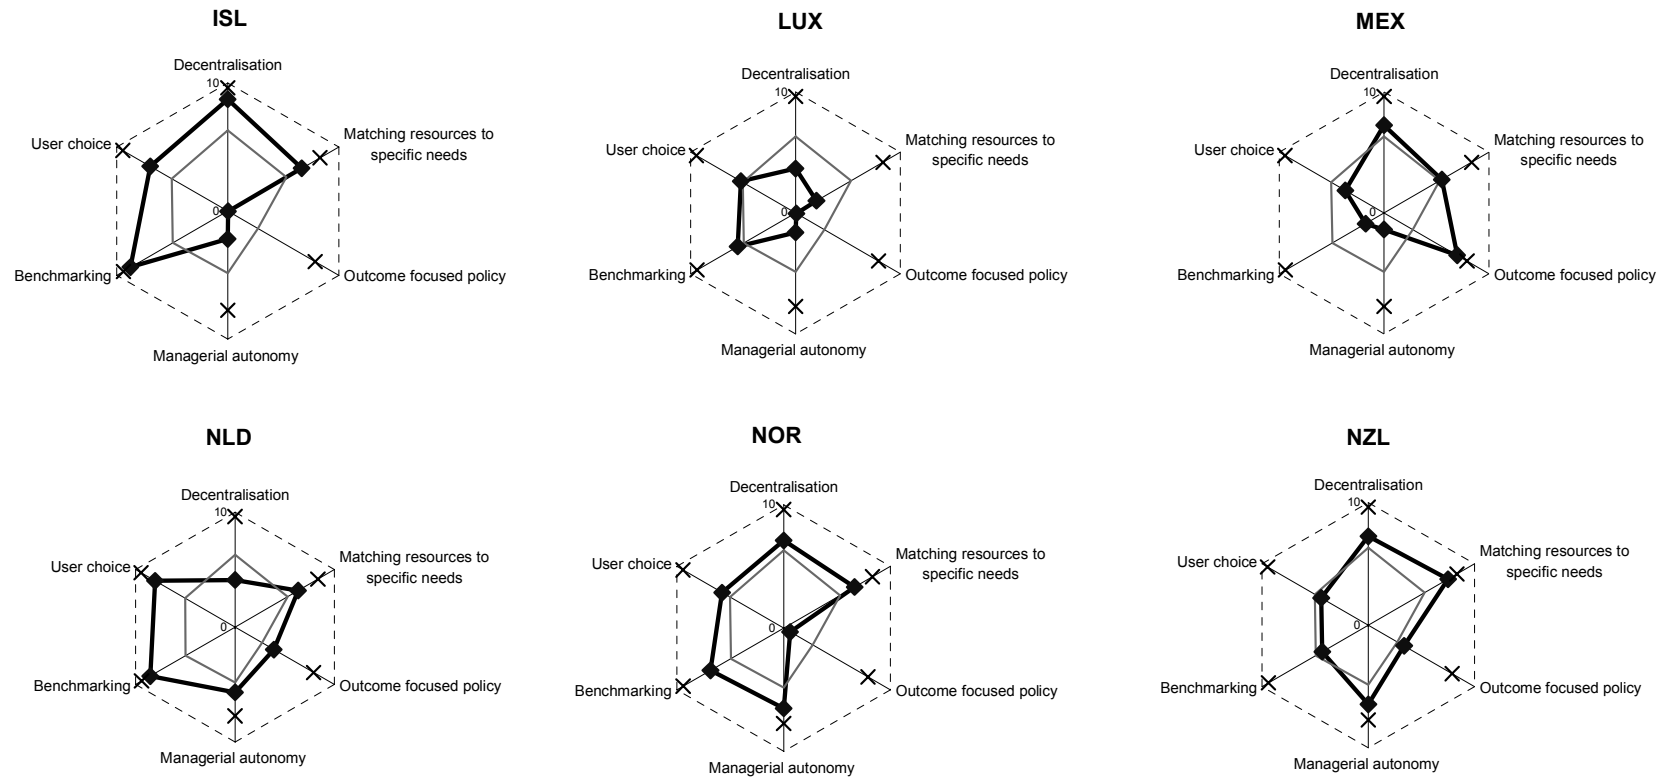 ISL
Decentralisation
10
User choice
Matching resources to
specific needs
0
Benchmarking
Outcome focused policy
Managerial autonomy
LUX
Decentralisation
10
User choice
Matching resources to
specific needs
0
Benchmarking
Outcome focused policy
Managerial autonomy
MEX
Decentralisation
10
User choice
Matching resources to
specific needs
0
Benchmarking
Outcome focused policy
Managerial autonomy
NLD
Decentralisation
10
User choice
Matching resources to
specific needs
0
Benchmarking
Outcome focused policy
Managerial autonomy
NOR
Decentralisation
10
User choice
Matching resources to
specific needs
0
Benchmarking
Outcome focused policy
Managerial autonomy
NZL
Decentralisation
10
User choice
Matching resources to
specific needs
0
Benchmarking
Outcome focused policy
Managerial autonomy